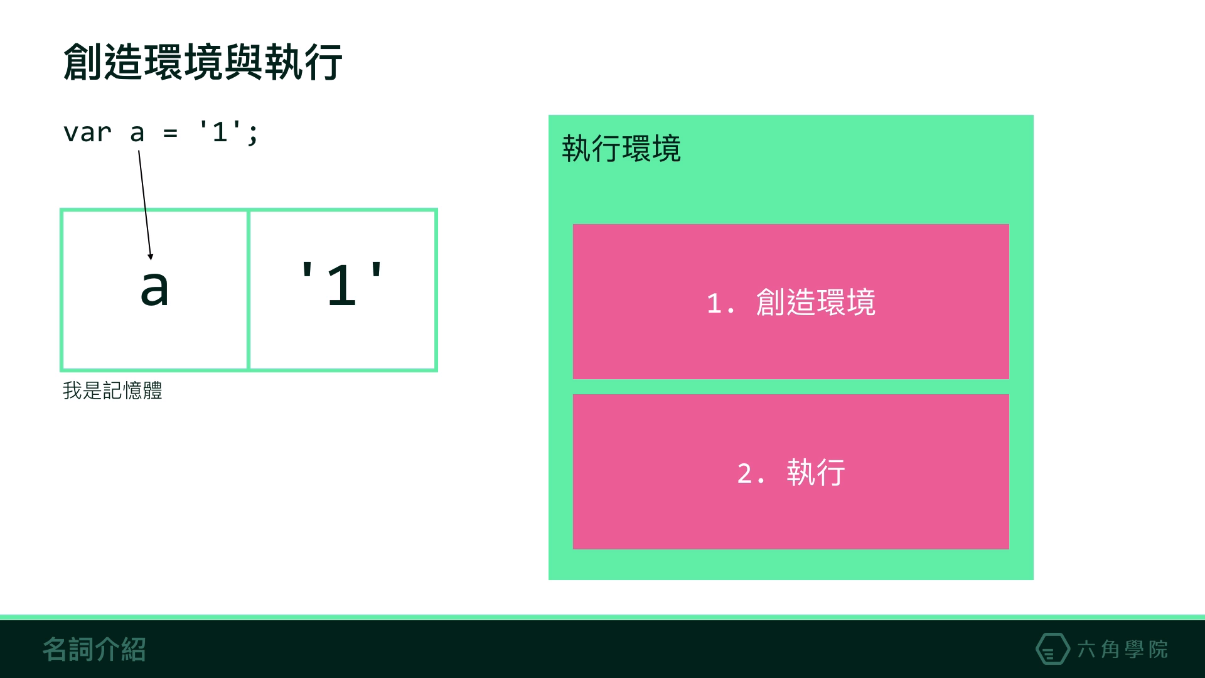 創造環境與執行
var a = '1';
a
'1'
我是記憶體
執行環境
1. 創造環境
2. 執行
名詞介紹
六角學院